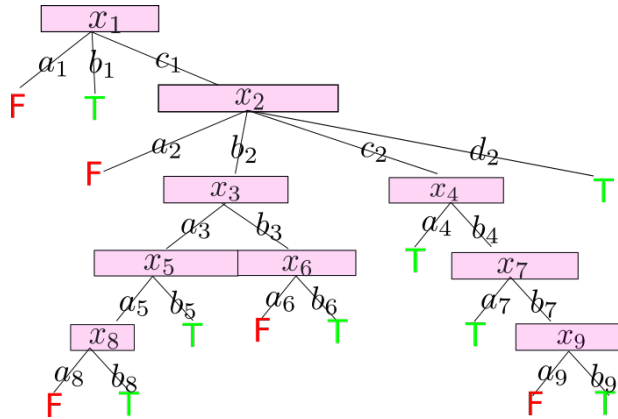 x₁
a₁ b₁ c₁
F T x₂
a₂ b₂ c₂ d₂
F x₃ x₄ T
a₃ b₃ a₄ b₄
x₅ x₆ T x₇
a₅ b₅ a₆ b₆ a₇ b₇
x₈ T F T T x₉
a₈ b₈ a₉ b₉
F T F T